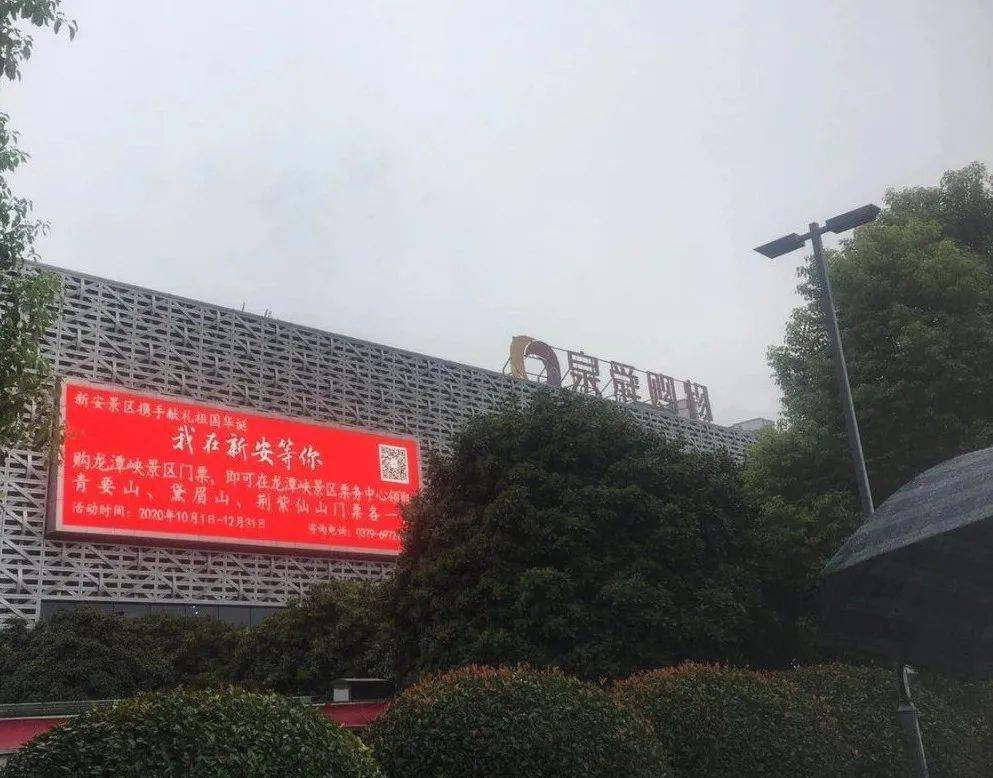 新安景区携手献礼祖国华诞
我在新安等你
购龙潭峡景区门票，即可在龙潭峡景区票务中心领取
青要山、黛眉山、荆紫仙山门票各一
活动时间：2020年10月1日-12月31日
咨询电话：0379-6972
购物